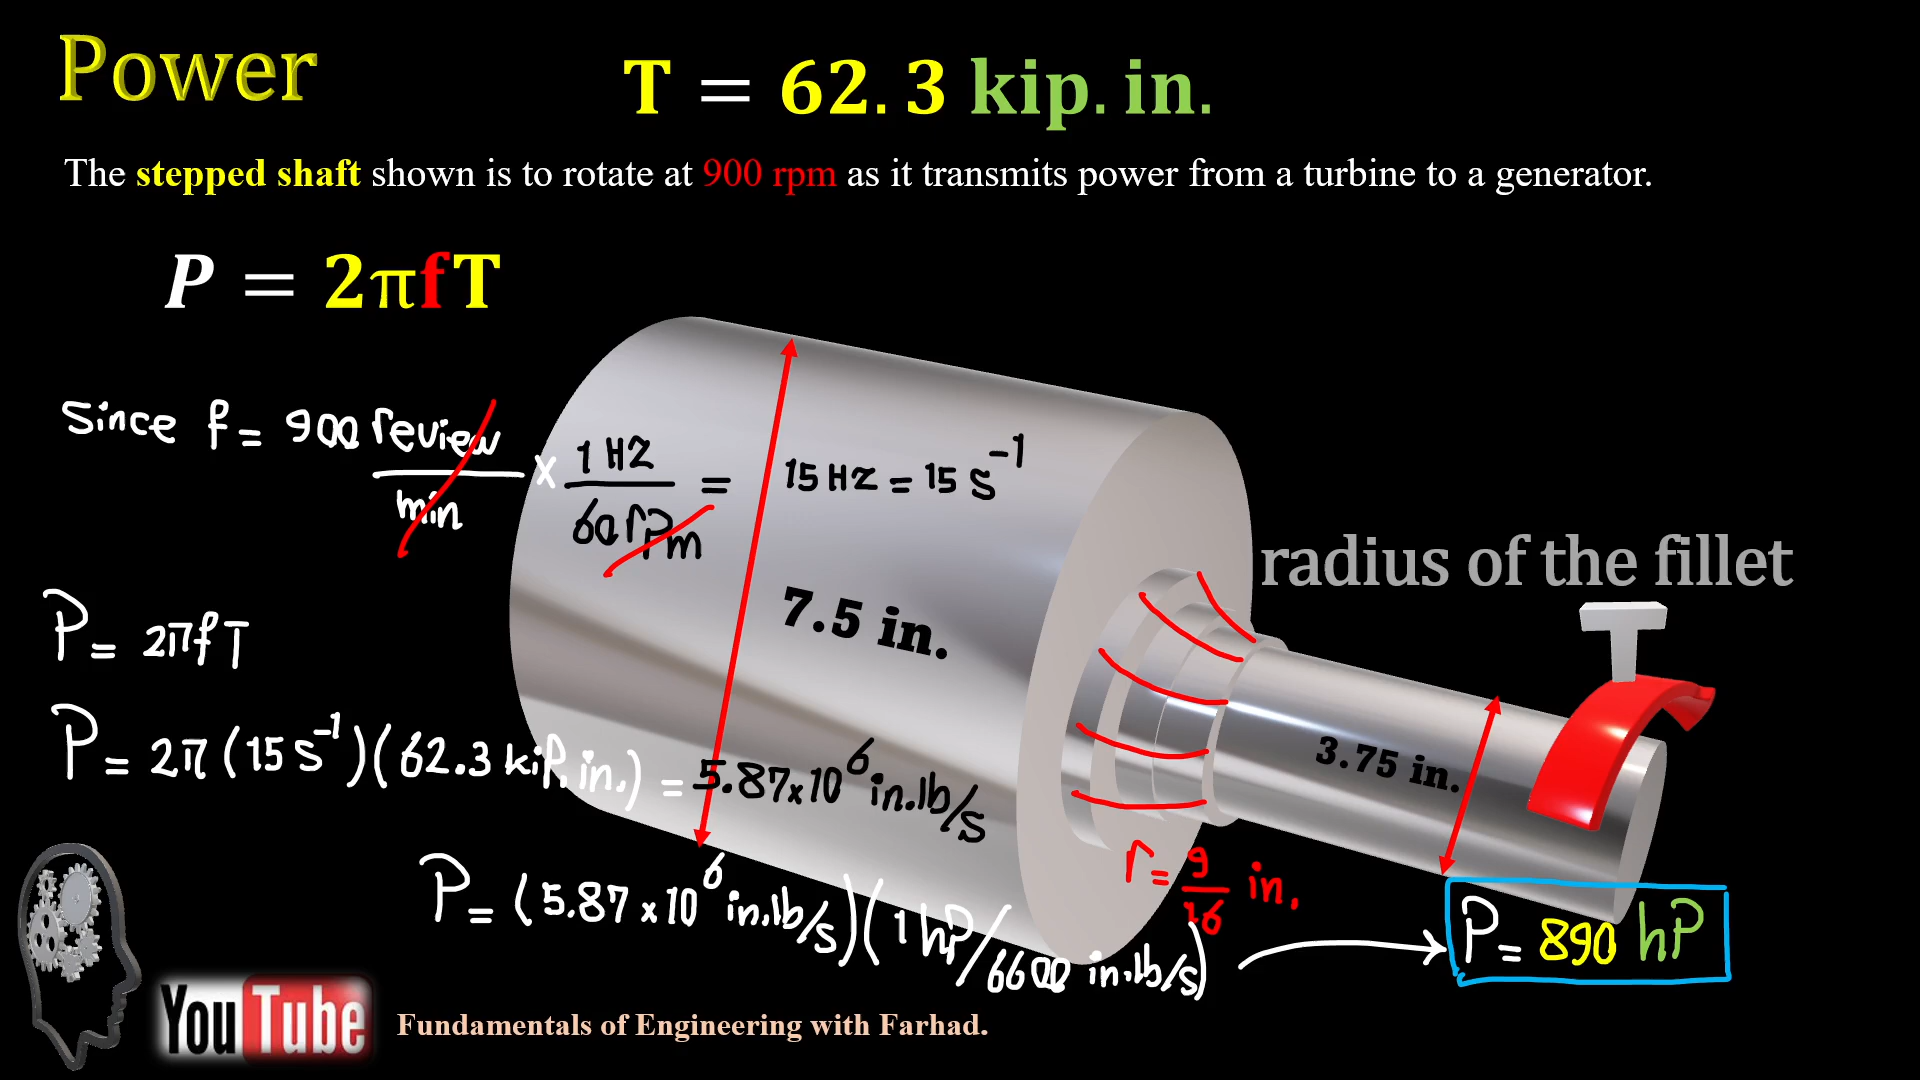 Power
T = 62.3 kip.in.
The stepped shaft shown is to rotate at 900 rpm as it transmits power from a turbine to a generator.
P = 2πfT
Since f = 900 review/min × 1 HZ/60 rpm = 15 HZ = 15 s⁻¹
radius of the fillet
7.5 in.
P = 2πfT
3.75 in.
P = 2π (15 s⁻¹)(62.3 kip.in.) = 5.87×10⁶ in.lb/s
r = 9/16 in.
P = (5.87×10⁶ in.lb/s)(1 hP/6600 in.lb/s)
P = 890 hP
YouTube
Fundamentals of Engineering with Farhad.